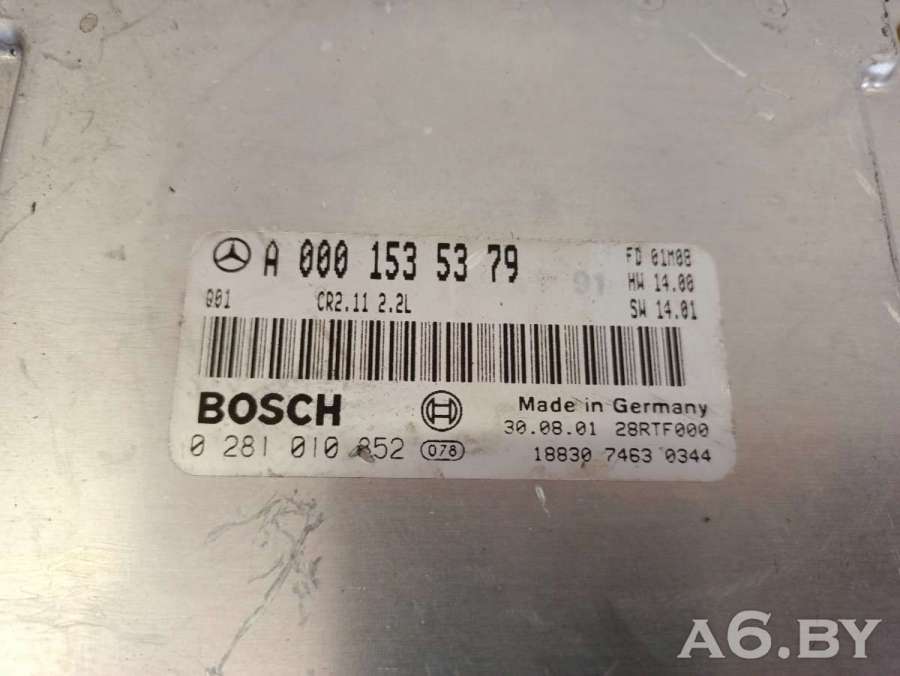 A 000 153 53 79
FD 01M08
HW 14.00
Q01 CR2.11 2.2L
SW 14.01
BOSCH
Made in Germany
30.08.01 28RTF000
0 281 010 852 078
18830 7463 0344
A6.BY